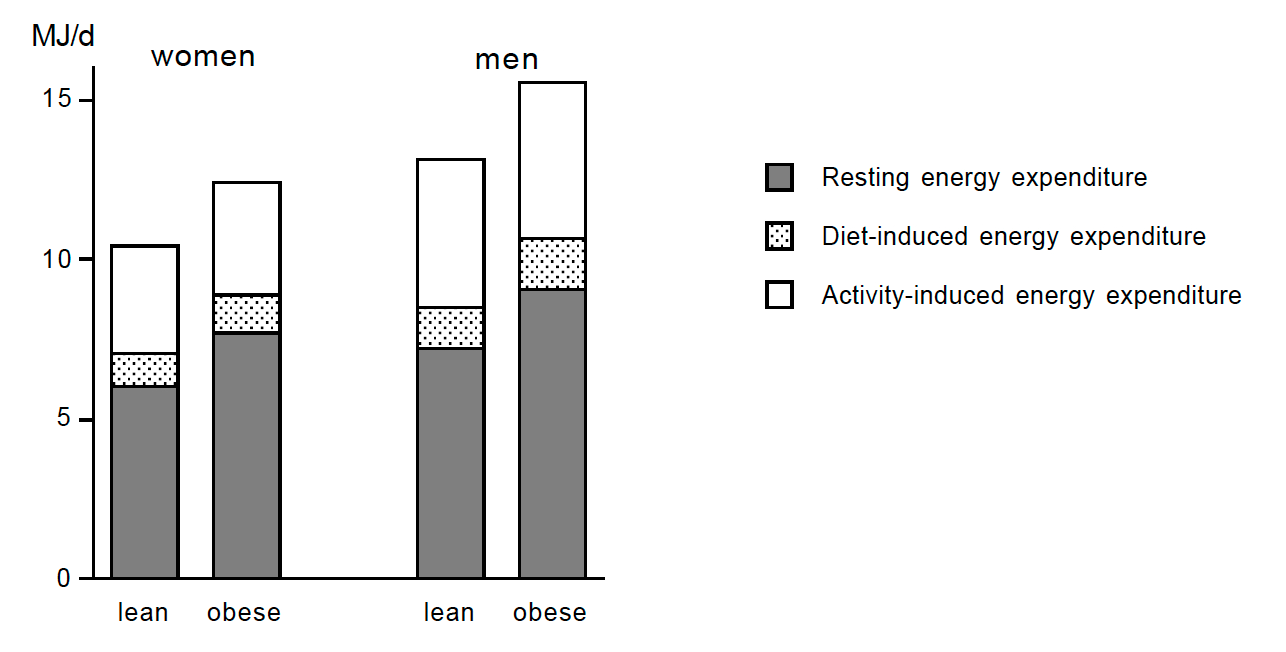 MJ/d
women
men
15
10
5
0
lean
obese
lean
obese
Resting energy expenditure
Diet-induced energy expenditure
Activity-induced energy expenditure